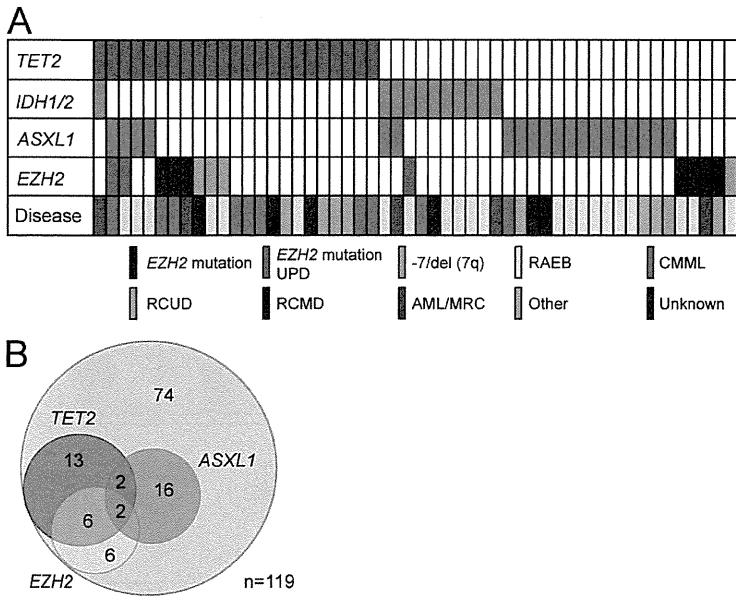 A
TET2
IDH1/2
ASXL1
EZH2
Disease
EZH2 mutation
EZH2 mutation UPD
-7/del (7q)
RAEB
CMML
RCUD
RCMD
AML/MRC
Other
Unknown
B
74
TET2
ASXL1
13
2
16
6
2
6
EZH2
n=119